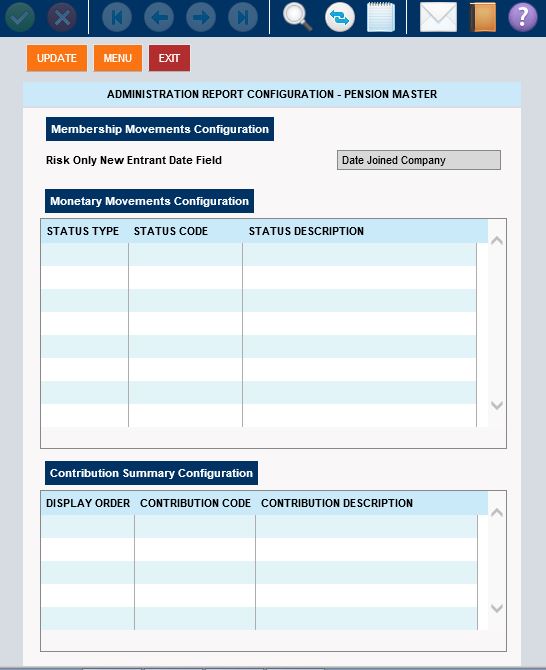 ?
UPDATE MENU EXIT
ADMINISTRATION REPORT CONFIGURATION - PENSION MASTER
Membership Movements Configuration
Risk Only New Entrant Date Field Date Joined Company
Monetary Movements Configuration
STATUS TYPE STATUS CODE STATUS DESCRIPTION
Contribution Summary Configuration
DISPLAY ORDER CONTRIBUTION CODE CONTRIBUTION DESCRIPTION